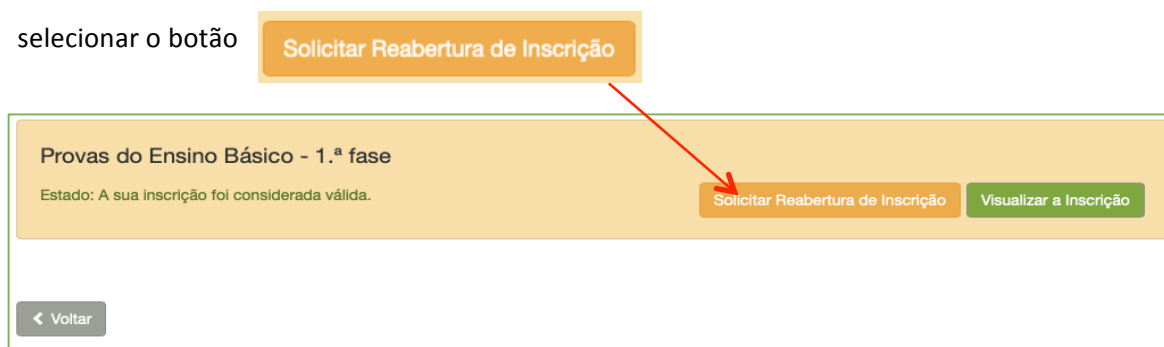 selecionar o botão
Solicitar Reabertura de Inscrição
Provas do Ensino Básico - 1.ª fase
Estado: A sua inscrição foi considerada válida.
Solicitar Reabertura de Inscrição
Visualizar a Inscrição
Voltar